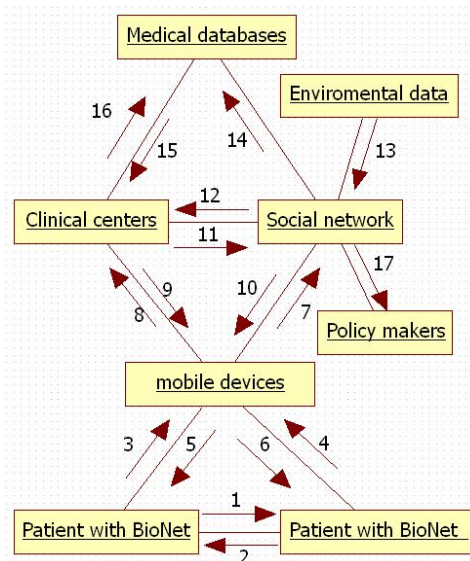 Medical databases
Enviromental data
16
15
14
13
12
Clinical centers
Social network
11
17
9
10
8
7
Policy makers
mobile devices
3
5
6
4
1
Patient with BioNet
Patient with BioNet
2